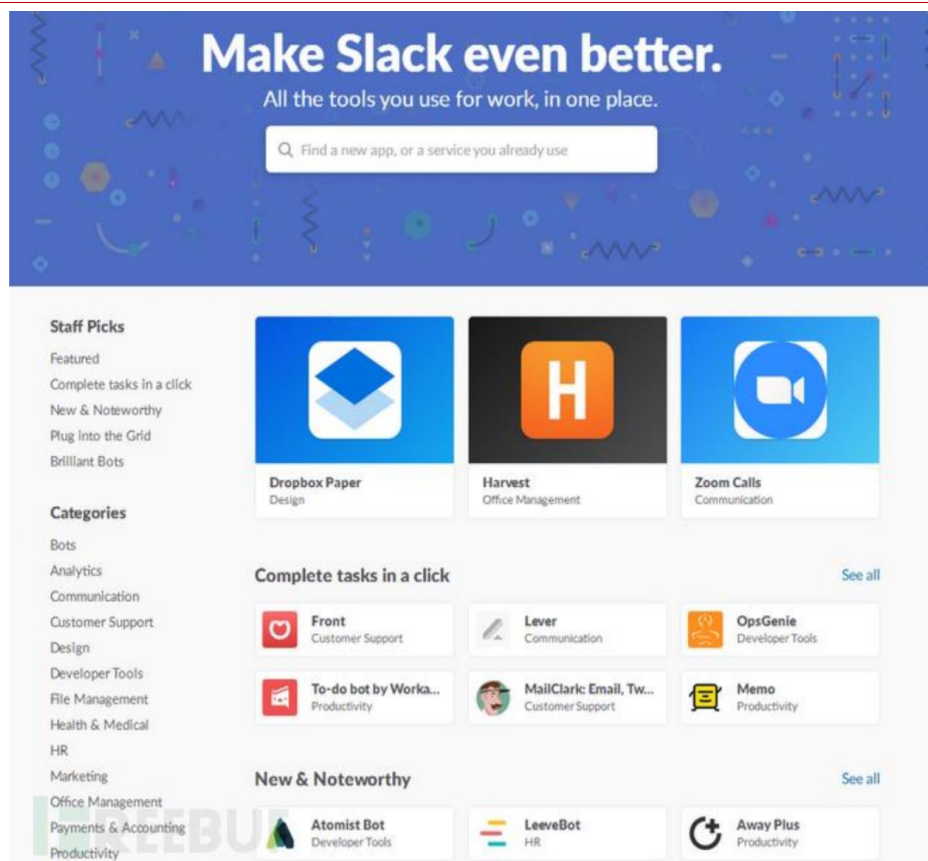 Make Slack even better.
All the tools you use for work, in one place.
Find a new app, or a service you already use
Staff Picks
Featured
Complete tasks in a click
New & Noteworthy
Plug into the Grid
Brilliant Bots
Categories
Bots
Analytics
Communication
Customer Support
Design
Developer Tools
File Management
Health & Medical
HR
Marketing
Office Management
Payments & Accounting
Productivity
Dropbox Paper
Design
H
Harvest
Office Management
Zoom Calls
Communication
Complete tasks in a click
See all
Front
Customer Support
Lever
Communication
OpsGenie
Developer Tools
To-do bot by Worka...
Productivity
MailClark: Email, Tw...
Customer Support
Memo
Productivity
New & Noteworthy
See all
Atomist Bot
Developer Tools
LeeveBot
HR
Away Plus
Productivity